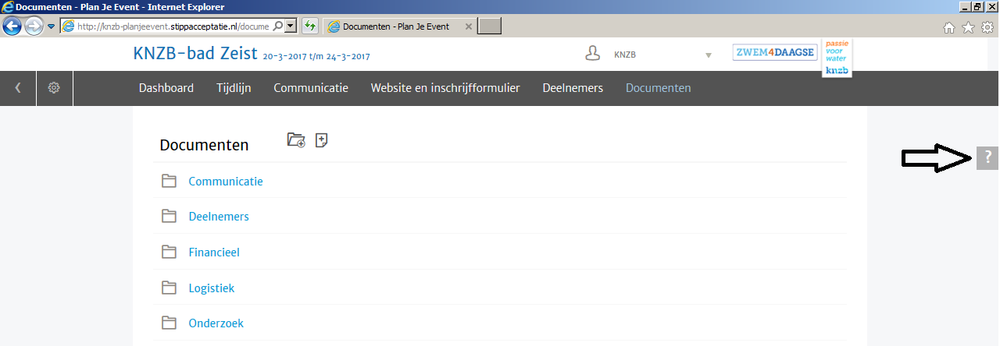 Documenten - Plan Je Event - Internet Explorer
http://knzb-planjeevent.stippacceptatie.nl/docume
Documenten - Plan Je Event
KNZB-bad Zeist 20-3-2017 t/m 24-3-2017
KNZB
ZWEM4DAAGSE
passie
voor
water
knzb
Dashboard Tijdlijn Communicatie Website en inschrijfformulier Deelnemers Documenten
Documenten
?
Communicatie
Deelnemers
Financieel
Logistiek
Onderzoek